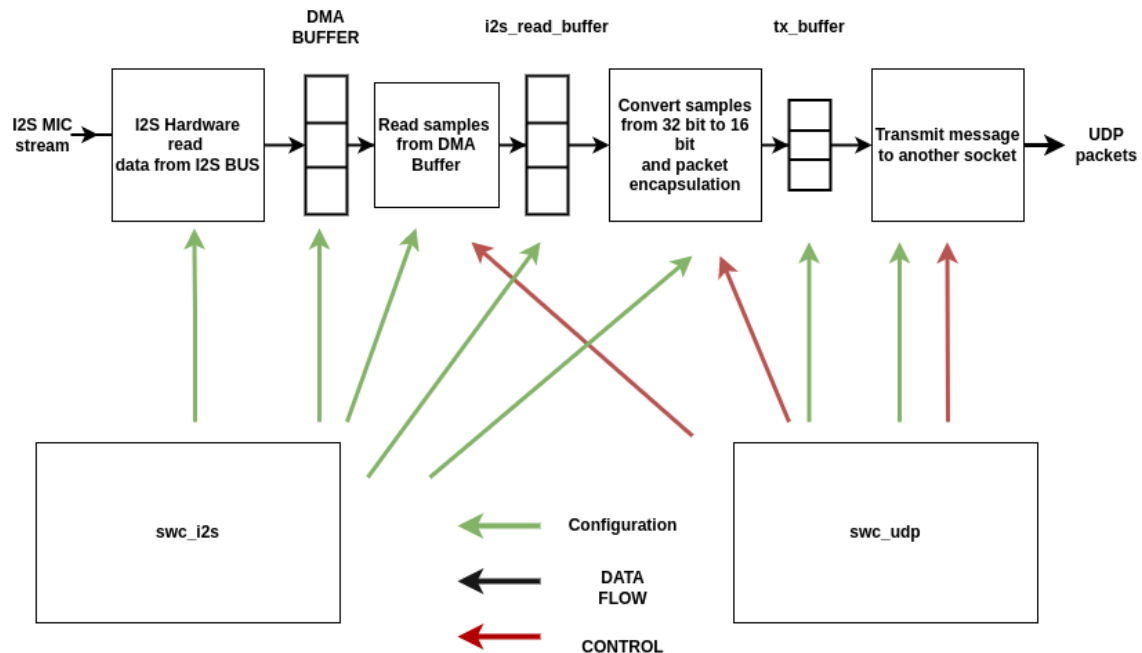 DMA
BUFFER
i2s_read_buffer
tx_buffer
I2S MIC
stream
I2S Hardware
read
data from I2S BUS
Read samples
from DMA
Buffer
Convert samples
from 32 bit to 16
bit
and packet
encapsulation
Transmit message
to another socket
UDP
packets
swc_i2s
swc_udp
Configuration
DATA
FLOW
CONTROL